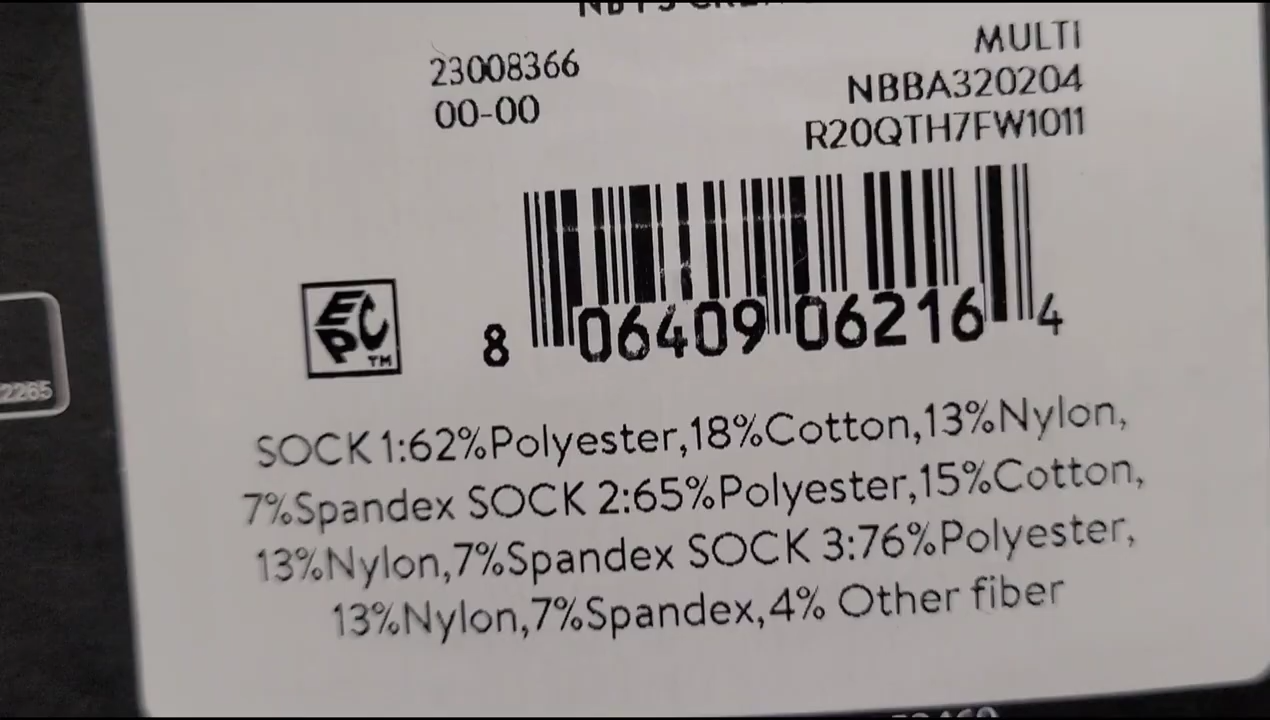 23008366
00-00
MULTI
NBBA320204
R20QTH7FW1011
EPC TM
8 06409 06216 4
2265
SOCK 1:62%Polyester,18%Cotton,13%Nylon,
7%Spandex SOCK 2:65%Polyester,15%Cotton,
13%Nylon,7%Spandex SOCK 3:76%Polyester,
13%Nylon,7%Spandex,4% Other fiber